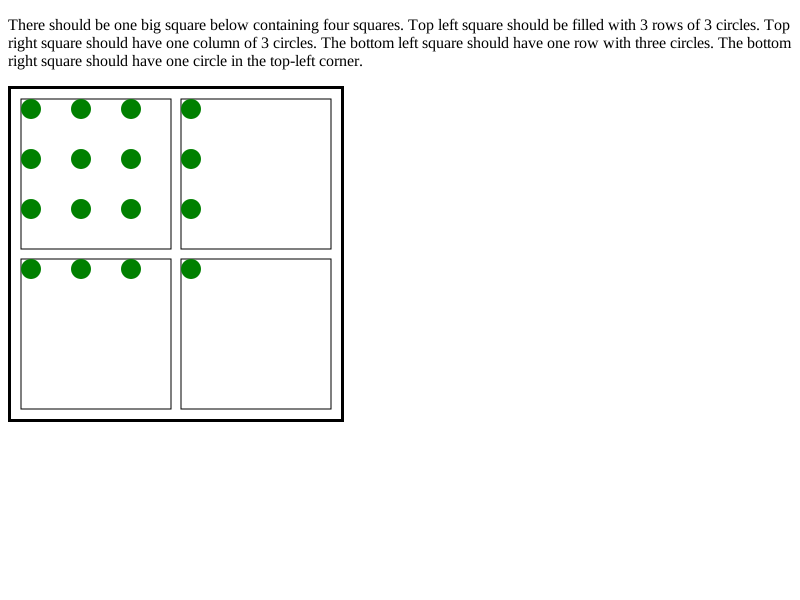 There should be one big square below containing four squares. Top left square should be filled with 3 rows of 3 circles. Top
right square should have one column of 3 circles. The bottom left square should have one row with three circles. The bottom
right square should have one circle in the top-left corner.